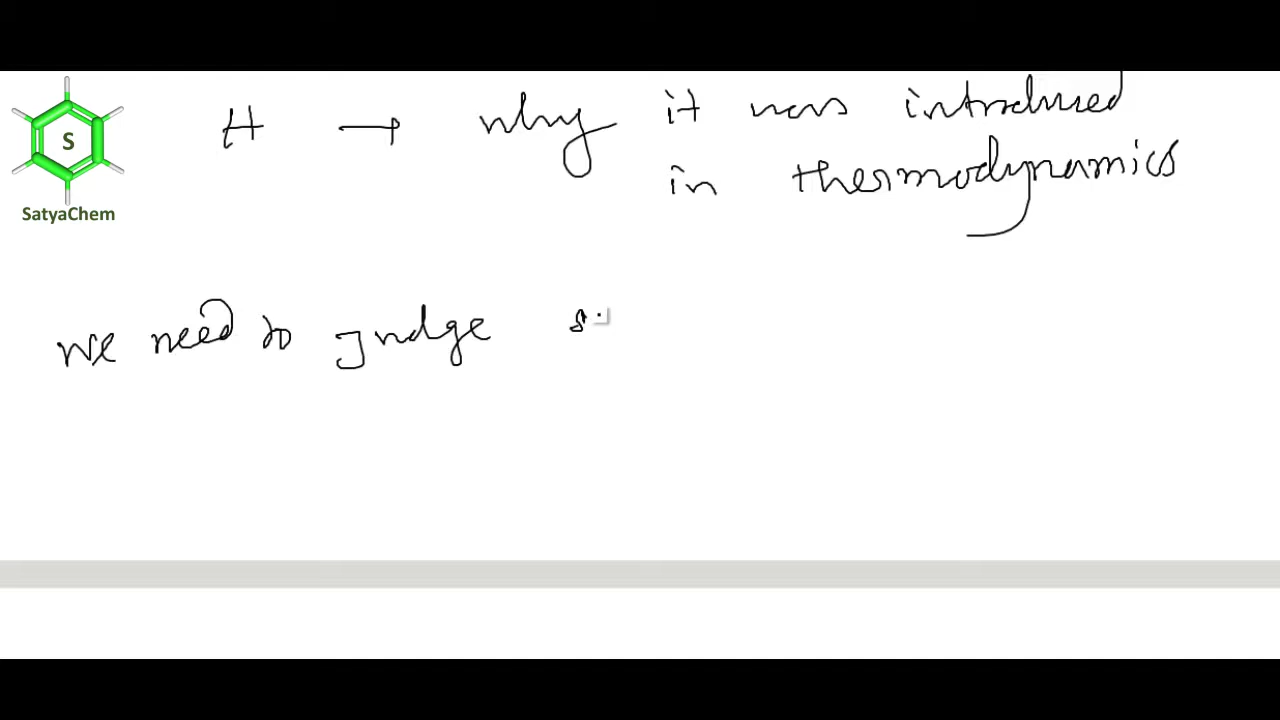 S
SatyaChem
H → why it was introduced
in thermodynamics
We need to judge s